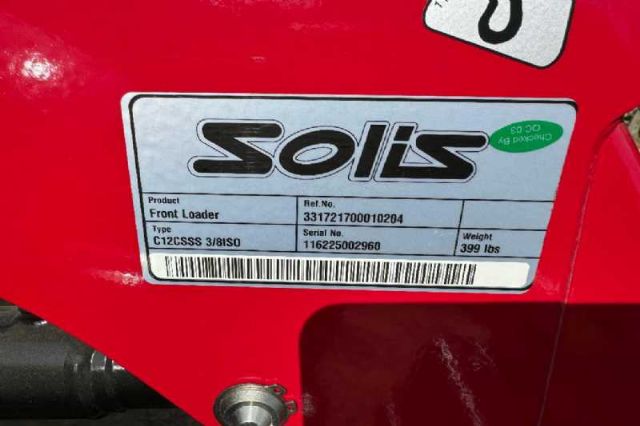 Solis
Checked By
QC 03
Product
Front Loader
Ref.No.
331721700010204
Type
C12CSSS 3/8ISO
Serial No.
116225002960
Weight
399 lbs